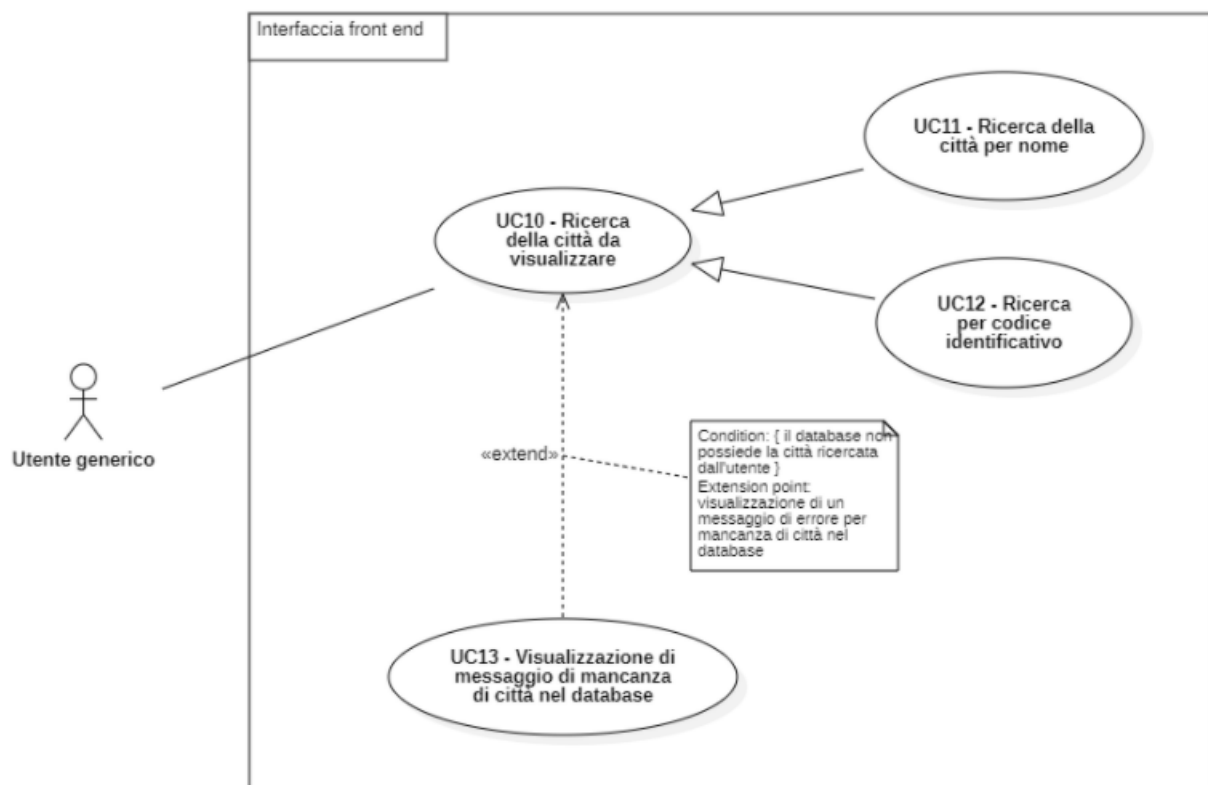 Interfaccia front end
UC11 - Ricerca della
città per nome
UC10 - Ricerca
della città da
visualizzare
UC12 - Ricerca
per codice
identificativo
Utente generico
«extend»
Condition: { il database non
possiede la città ricercata
dall'utente }
Extension point:
visualizzazione di un
messaggio di errore per
mancanza di città nel
database
UC13 - Visualizzazione di
messaggio di mancanza
di città nel database